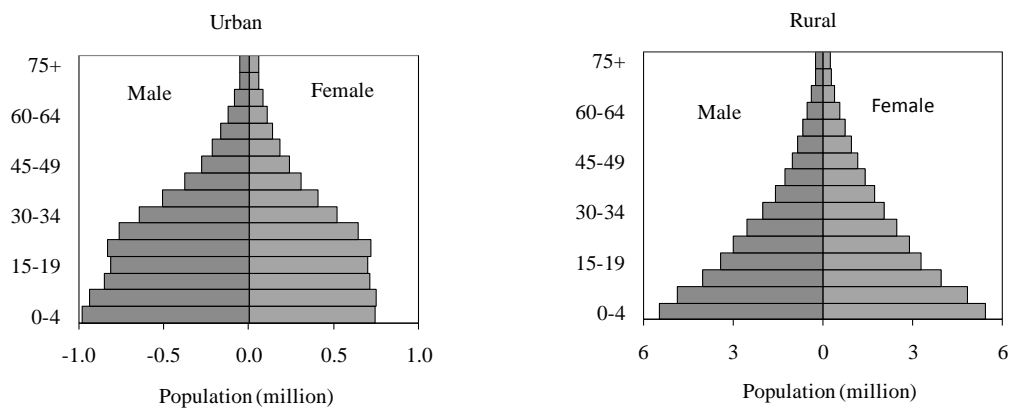 Urban
75+
60-64
45-49
30-34
15-19
0-4
Male
Female
-1.0 -0.5 0.0 0.5 1.0
Population (million)
Rural
75+
60-64
45-49
30-34
15-19
0-4
Male
Female
6 3 0 3 6
Population (million)